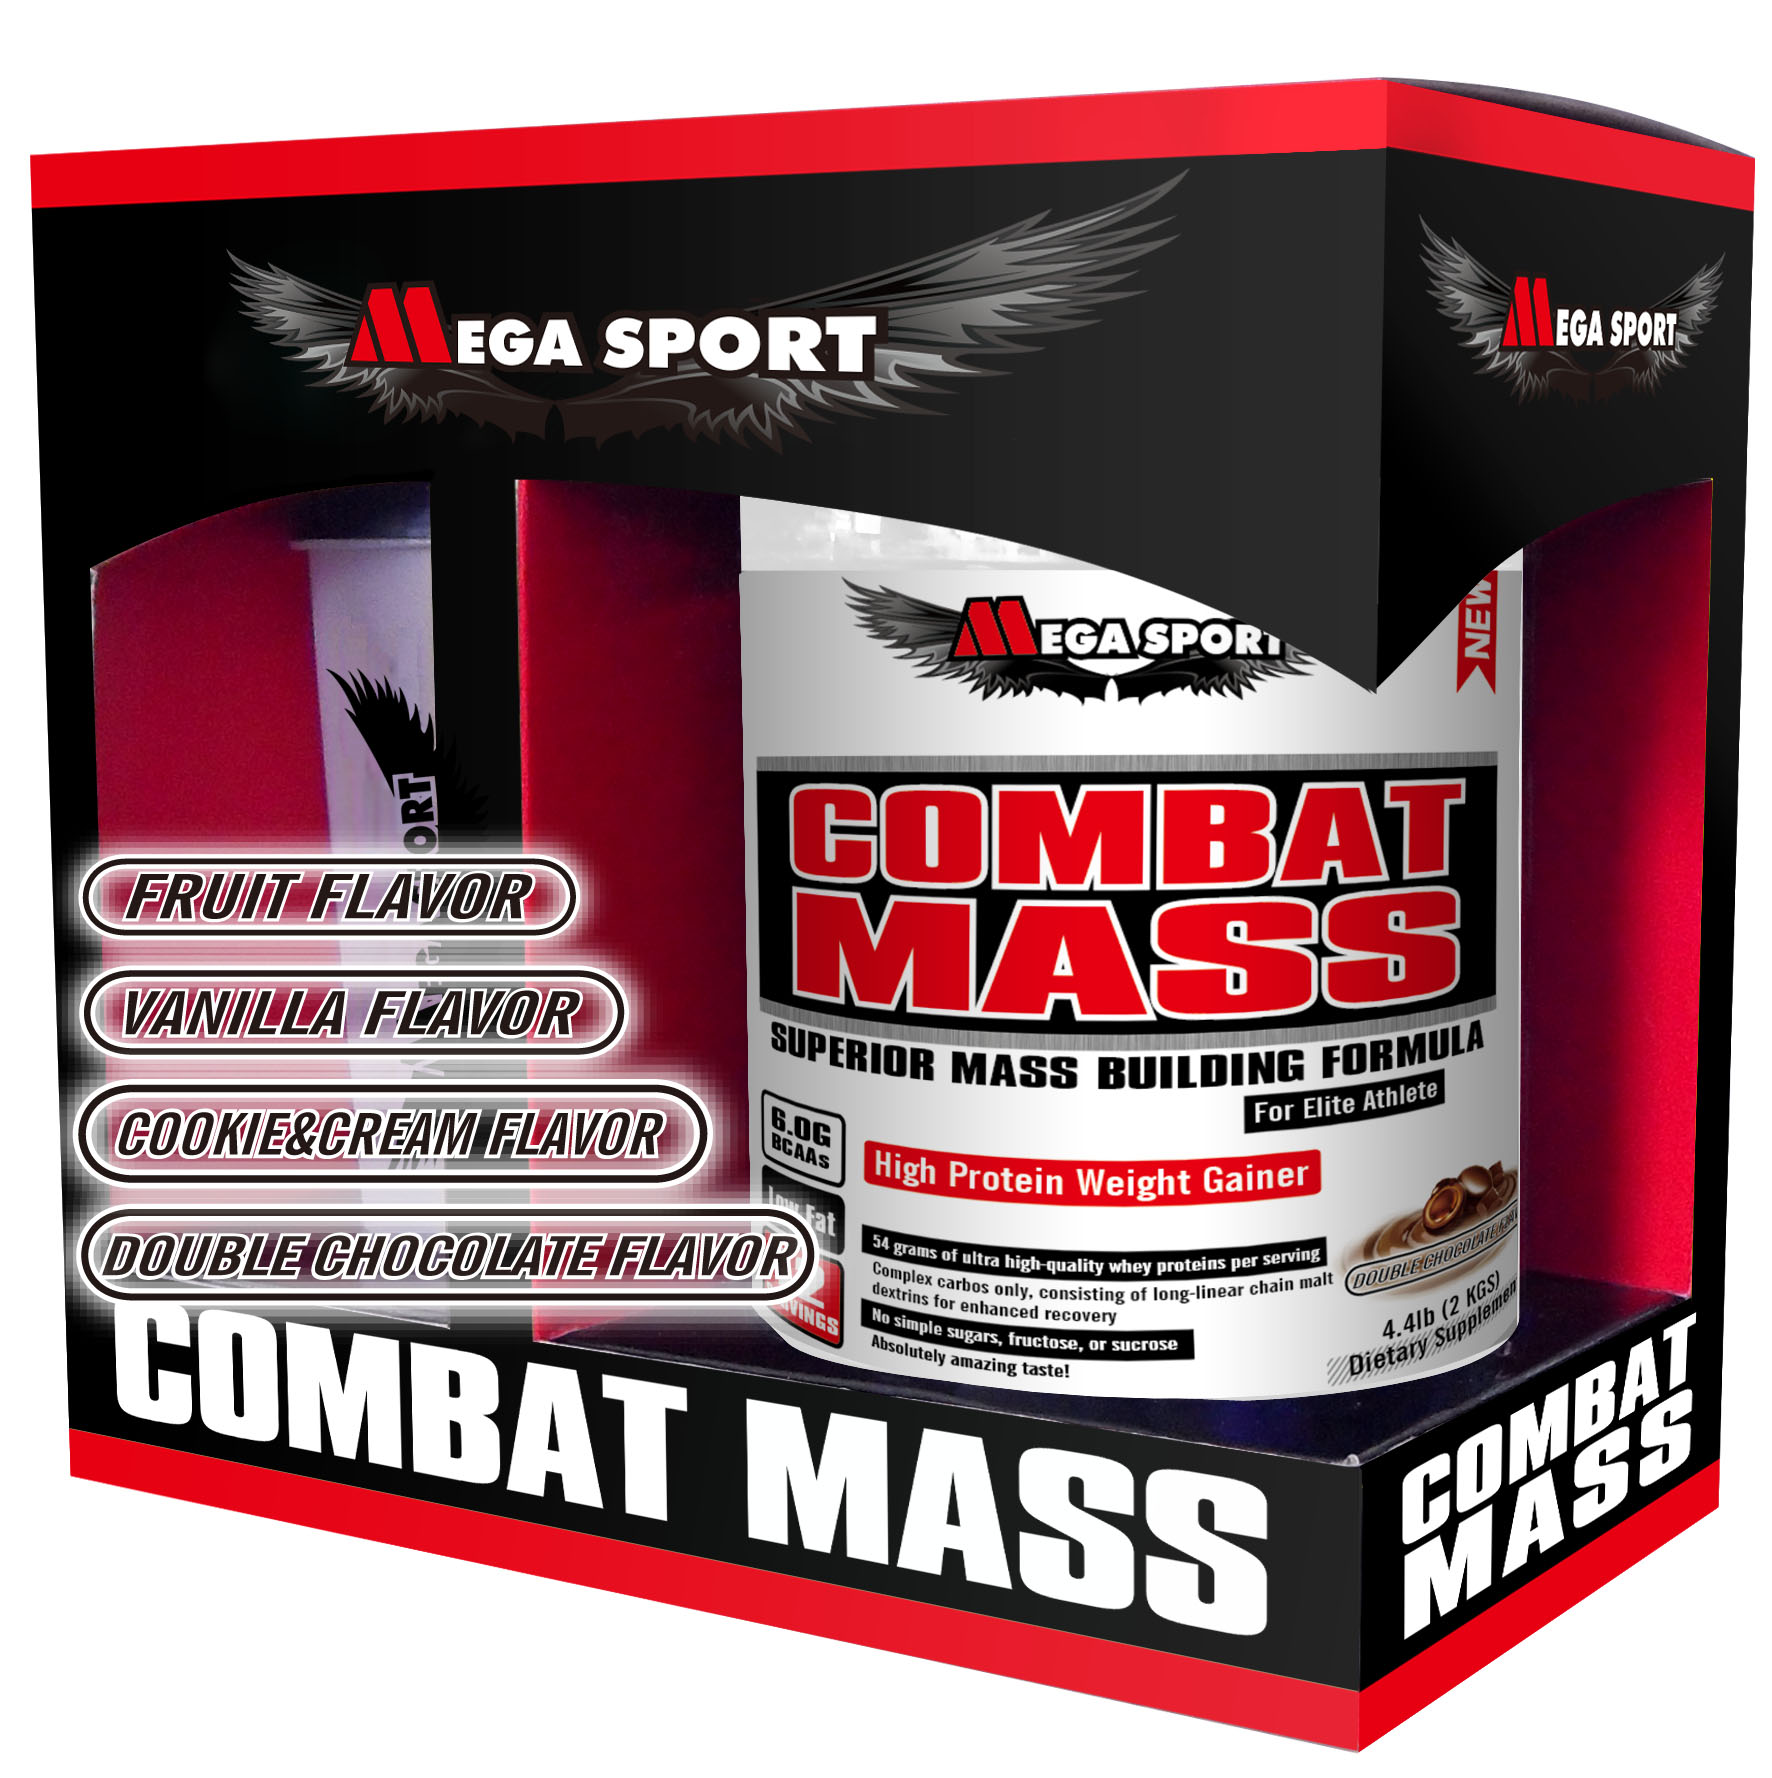 MEGA SPORT
MEGA SPORT
NEW
MEGA SPORT
COMBAT
MASS
SUPERIOR MASS BUILDING FORMULA
For Elite Athlete
6.0G
BCAAs
High Protein Weight Gainer
Low Fat
54 grams of ultra high-quality whey proteins per serving
Complex carbos only, consisting of long-linear chain malt
dextrins for enhanced recovery
No simple sugars, fructose, or sucrose
Absolutely amazing taste!
DOUBLE CHOCOLATE
4.4lb (2 KGS)
Dietary Supplement
FRUIT FLAVOR
VANILLA FLAVOR
COOKIE&CREAM FLAVOR
DOUBLE CHOCOLATE FLAVOR
COMBAT MASS
COMBAT
MASS